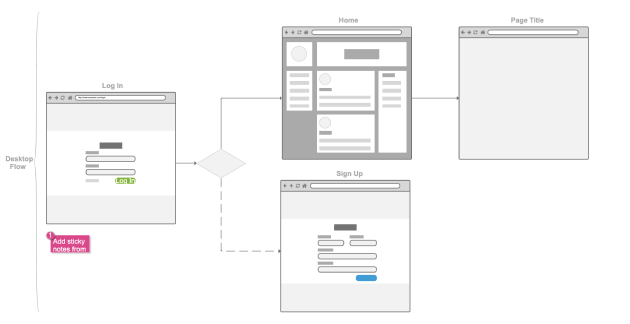 Home
Page Title
Log In
Log In
Desktop
Flow
Sign Up
1
Add sticky
notes from